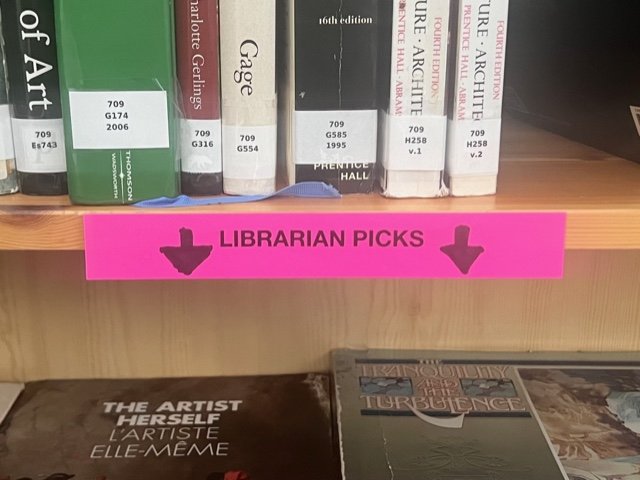 of Art
709
Es743
709
G174
2006
THOMSON
WADSWORTH
Charlotte Gerlings
709
G316
Gage
709
G554
16th edition
709
G585
1995
PRENTICE
HALL
FOURTH EDITION
PRENTICE HALL · ABRAM
URE · ARCHITE
709
H258
v.1
FOURTH EDITION
PRENTICE HALL · ABRAM
TURE · ARCHITE
709
H258
v.2
LIBRARIAN PICKS
THE ARTIST
HERSELF
L'ARTISTE
ELLE-MÊME
TRANQUILITY
AND THE
TURBULENCE